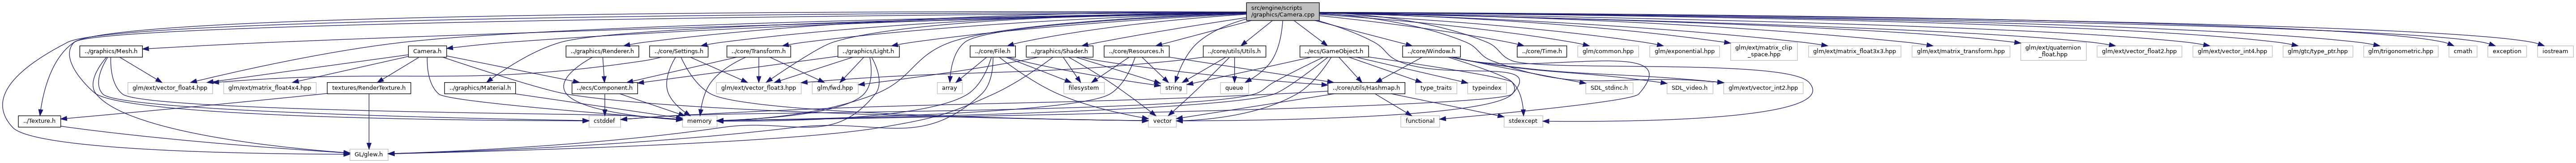 src/engine/scripts
/graphics/Camera.cpp
../graphics/Mesh.h
Camera.h
../graphics/Renderer.h
../core/Settings.h
../core/Transform.h
../graphics/Light.h
../core/File.h
../graphics/Shader.h
../core/Resources.h
../core/utils/Utils.h
../ecs/GameObject.h
../core/Window.h
../core/Time.h
glm/common.hpp
glm/exponential.hpp
glm/ext/matrix_clip
_space.hpp
glm/ext/matrix_float3x3.hpp
glm/ext/matrix_transform.hpp
glm/ext/quaternion
_float.hpp
glm/ext/vector_float2.hpp
glm/ext/vector_int4.hpp
glm/gtc/type_ptr.hpp
glm/trigonometric.hpp
cmath
exception
iostream
glm/ext/vector_float4.hpp
glm/ext/matrix_float4x4.hpp
textures/RenderTexture.h
../graphics/Material.h
../ecs/Component.h
glm/ext/vector_float3.hpp
glm/fwd.hpp
array
filesystem
string
queue
../core/utils/Hashmap.h
type_traits
typeindex
SDL_stdinc.h
SDL_video.h
glm/ext/vector_int2.hpp
../Texture.h
cstddef
memory
vector
functional
stdexcept
GL/glew.h